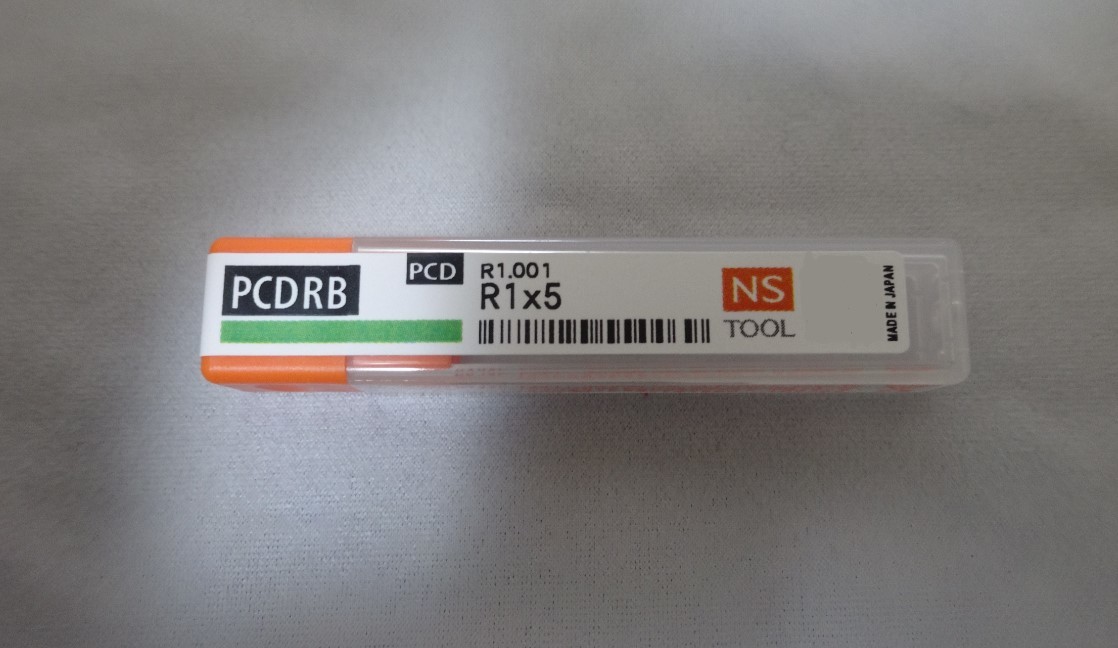 PCDRB
PCD
R1.001
R1x5
NS
TOOL
MADE IN JAPAN